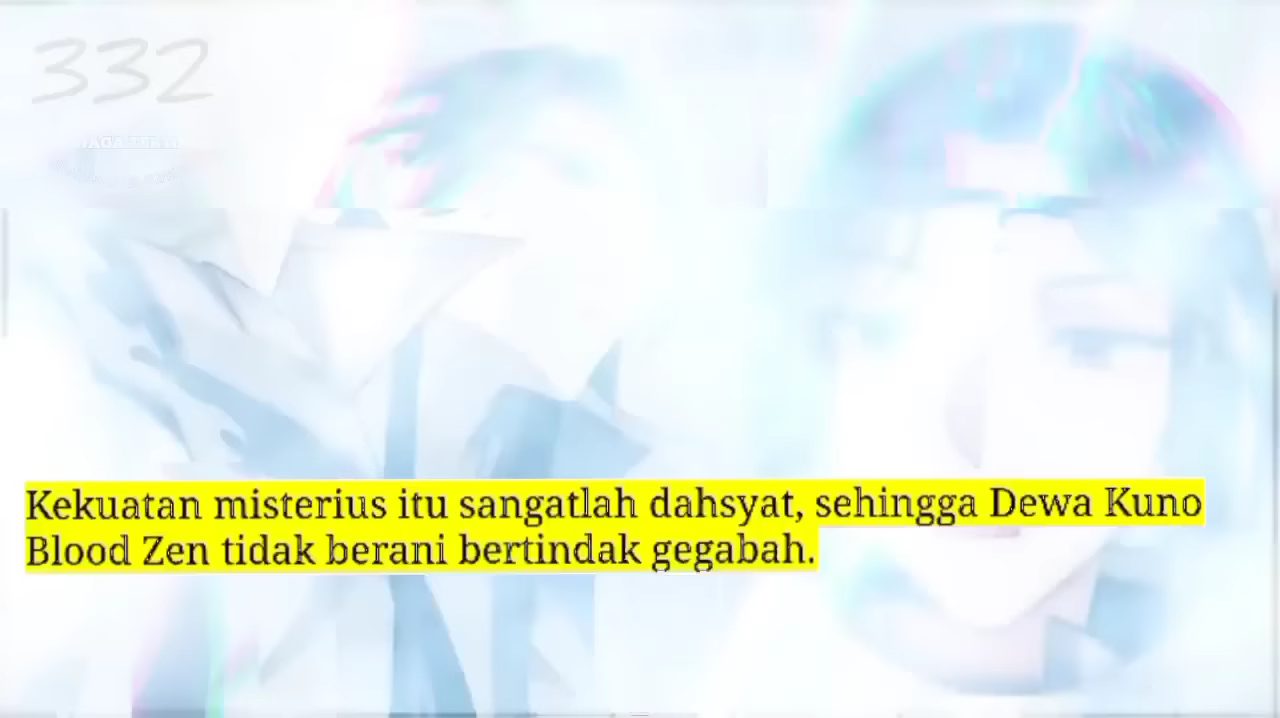 332
Kekuatan misterius itu sangatlah dahsyat, sehingga Dewa Kuno
Blood Zen tidak berani bertindak gegabah.